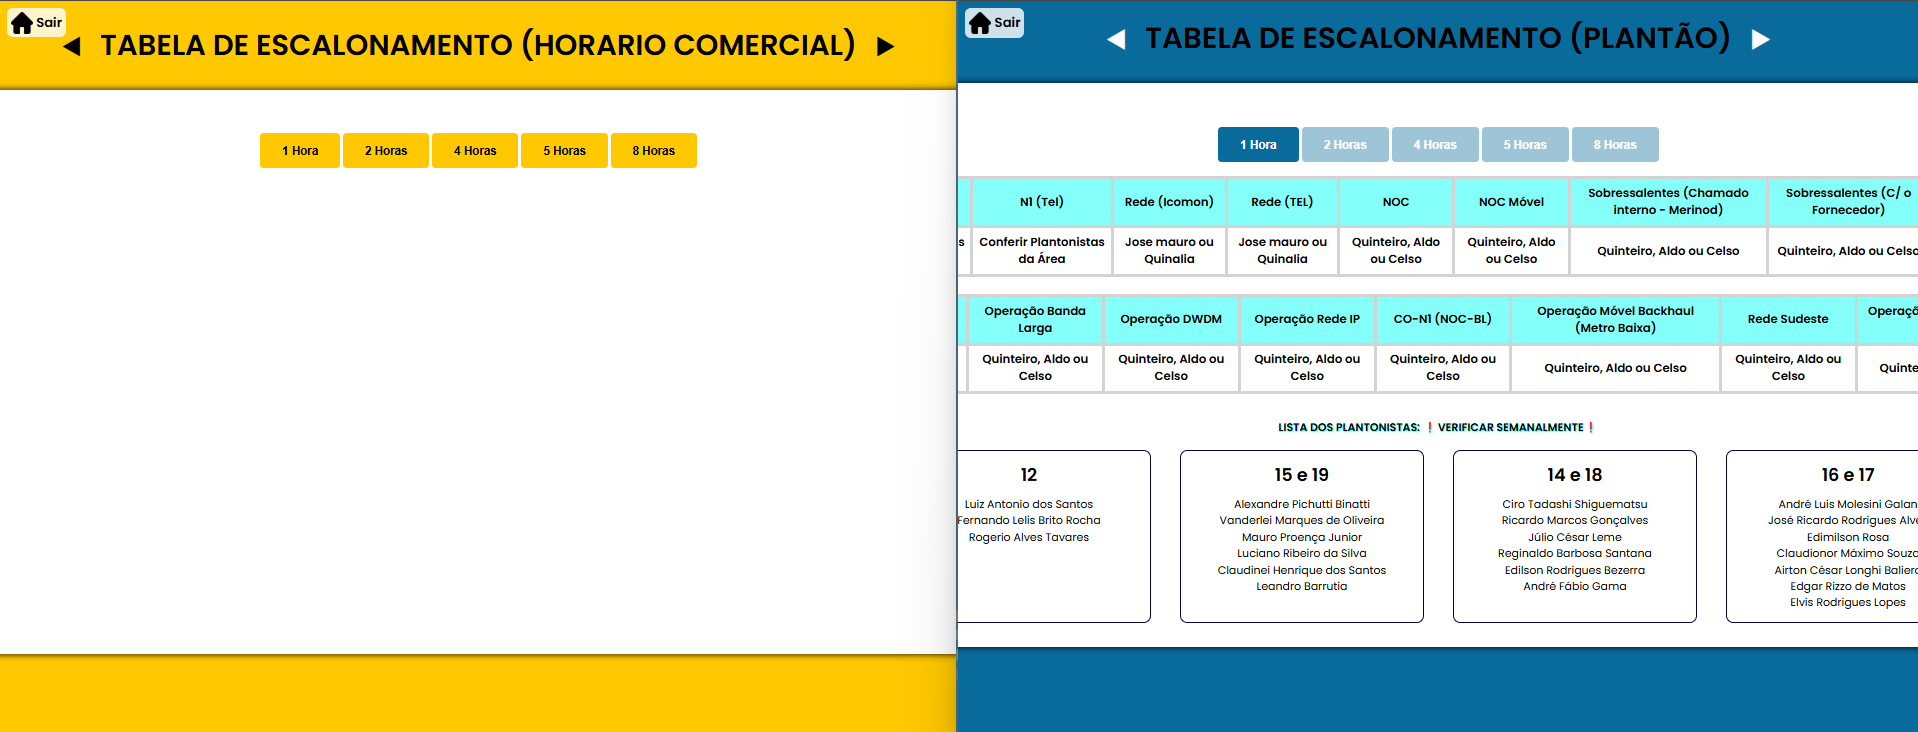 Sair
◀ TABELA DE ESCALONAMENTO (HORARIO COMERCIAL) ▶
1 Hora 2 Horas 4 Horas 5 Horas 8 Horas
Sair
◀ TABELA DE ESCALONAMENTO (PLANTÃO) ▶
1 Hora 2 Horas 4 Horas 5 Horas 8 Horas
N1 (Tel)
Rede (Icomon)
Rede (TEL)
NOC
NOC Móvel
Sobressalentes (Chamado
interno - Merinod)
Sobressalentes (C/ o
Fornecedor)
s
Conferir Plantonistas
da Área
Jose mauro ou
Quinalia
Jose mauro ou
Quinalia
Quinteiro, Aldo
ou Celso
Quinteiro, Aldo
ou Celso
Quinteiro, Aldo ou Celso
Quinteiro, Aldo ou Celso
Operação Banda
Larga
Operação DWDM
Operação Rede IP
CO-N1 (NOC-BL)
Operação Móvel Backhaul
(Metro Baixa)
Rede Sudeste
Operaçã
Quinteiro, Aldo ou
Celso
Quinteiro, Aldo ou
Celso
Quinteiro, Aldo ou
Celso
Quinteiro, Aldo ou
Celso
Quinteiro, Aldo ou Celso
Quinteiro, Aldo ou
Celso
Quinte
LISTA DOS PLANTONISTAS: ❗ VERIFICAR SEMANALMENTE❗
12
Luiz Antonio dos Santos
Fernando Lelis Brito Rocha
Rogerio Alves Tavares
15 e 19
Alexandre Pichutti Binatti
Vanderlei Marques de Oliveira
Mauro Proença Junior
Luciano Ribeiro da Silva
Claudinei Henrique dos Santos
Leandro Barrutia
14 e 18
Ciro Tadashi Shiguematsu
Ricardo Marcos Gonçalves
Júlio César Leme
Reginaldo Barbosa Santana
Edilson Rodrigues Bezerra
André Fábio Gama
16 e 17
André Luis Molesini Galan
José Ricardo Rodrigues Alve
Edimilson Rosa
Claudionor Máximo Souza
Airton César Longhi Baliero
Edgar Rizzo de Matos
Elvis Rodrigues Lopes